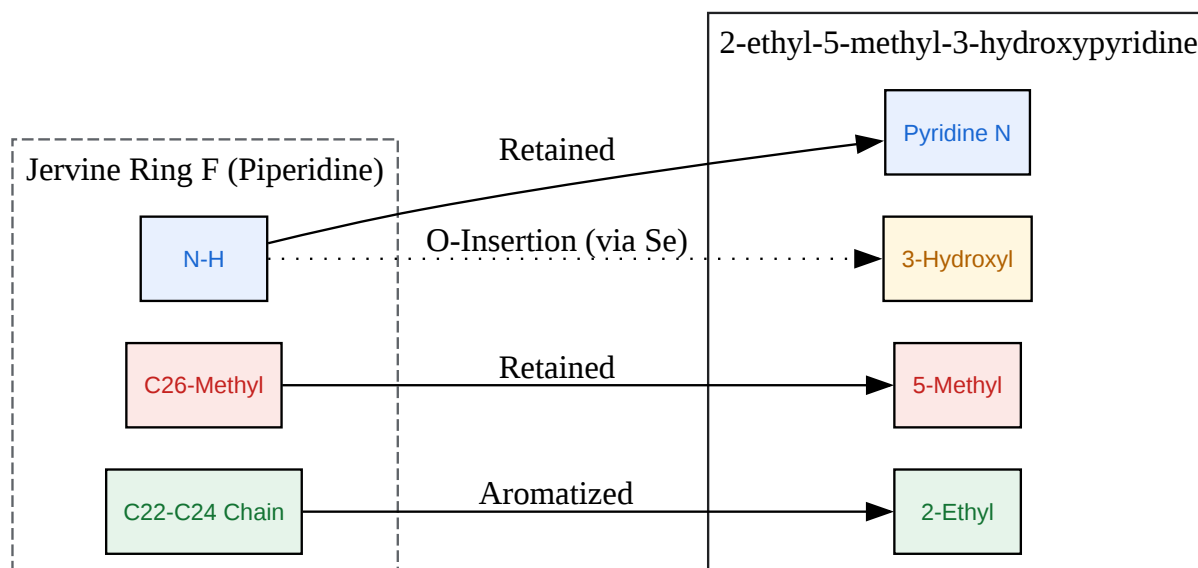 2-ethyl-5-methyl-3-hydroxypyridine
Pyridine N
Retained
Jervine Ring F (Piperidine)
N-H
O-Insertion (via Se)
3-Hydroxyl
C26-Methyl
Retained
5-Methyl
C22-C24 Chain
Aromatized
2-Ethyl